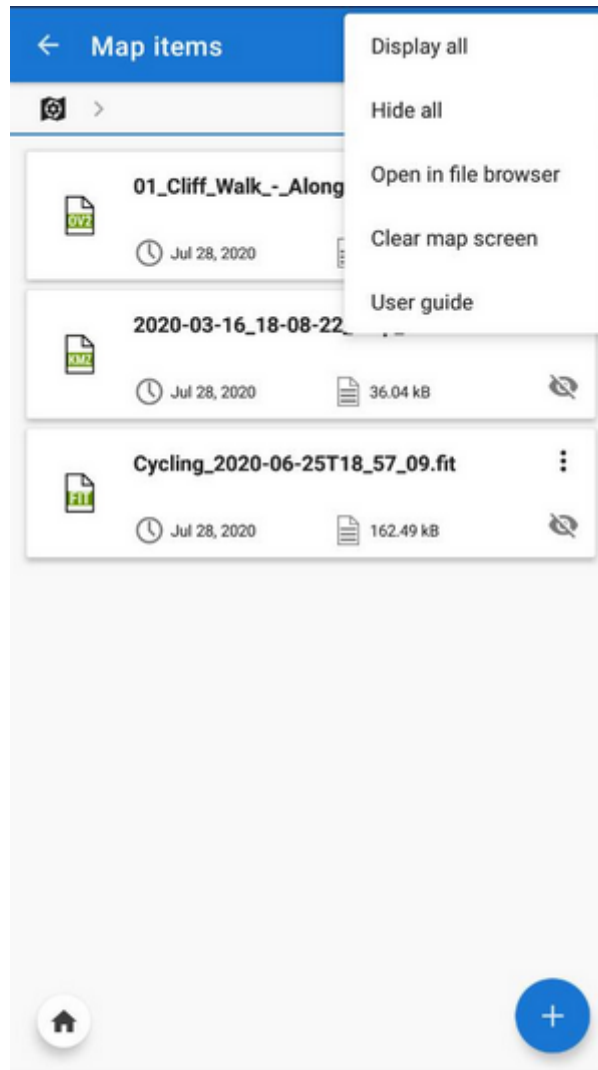 Map items
Display all
Hide all
Open in file browser
Clear map screen
User guide
01_Cliff_Walk_-_Along
OV2
Jul 28, 2020
2020-03-16_18-08-22_
KMZ
Jul 28, 2020
36.04 kB
Cycling_2020-06-25T18_57_09.fit
FIT
Jul 28, 2020
162.49 kB